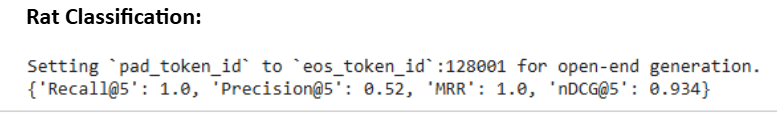 Rat Classification:
Setting `pad_token_id` to `eos_token_id`:128001 for open-end generation.
{'Recall@5': 1.0, 'Precision@5': 0.52, 'MRR': 1.0, 'nDCG@5': 0.934}